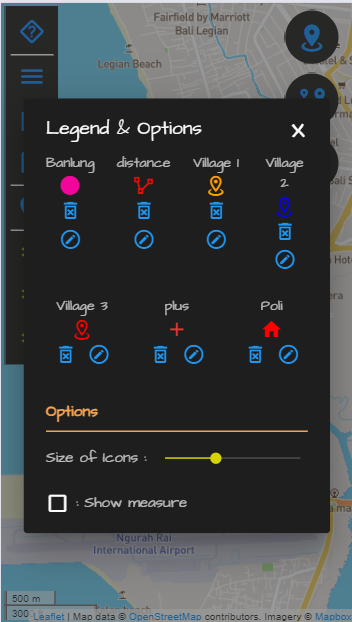 Fairfield by Marriott
Bali Legian
Legian Beach
Legend & Options
X
Banlung distance Village 1 Village
2
Village 3 plus Poli
Options
Size of Icons :
: Show measure
Ngurah Rai
International Airport
500 m
300
Leaflet | Map data © OpenStreetMap contributors. Imagery © Mapbox